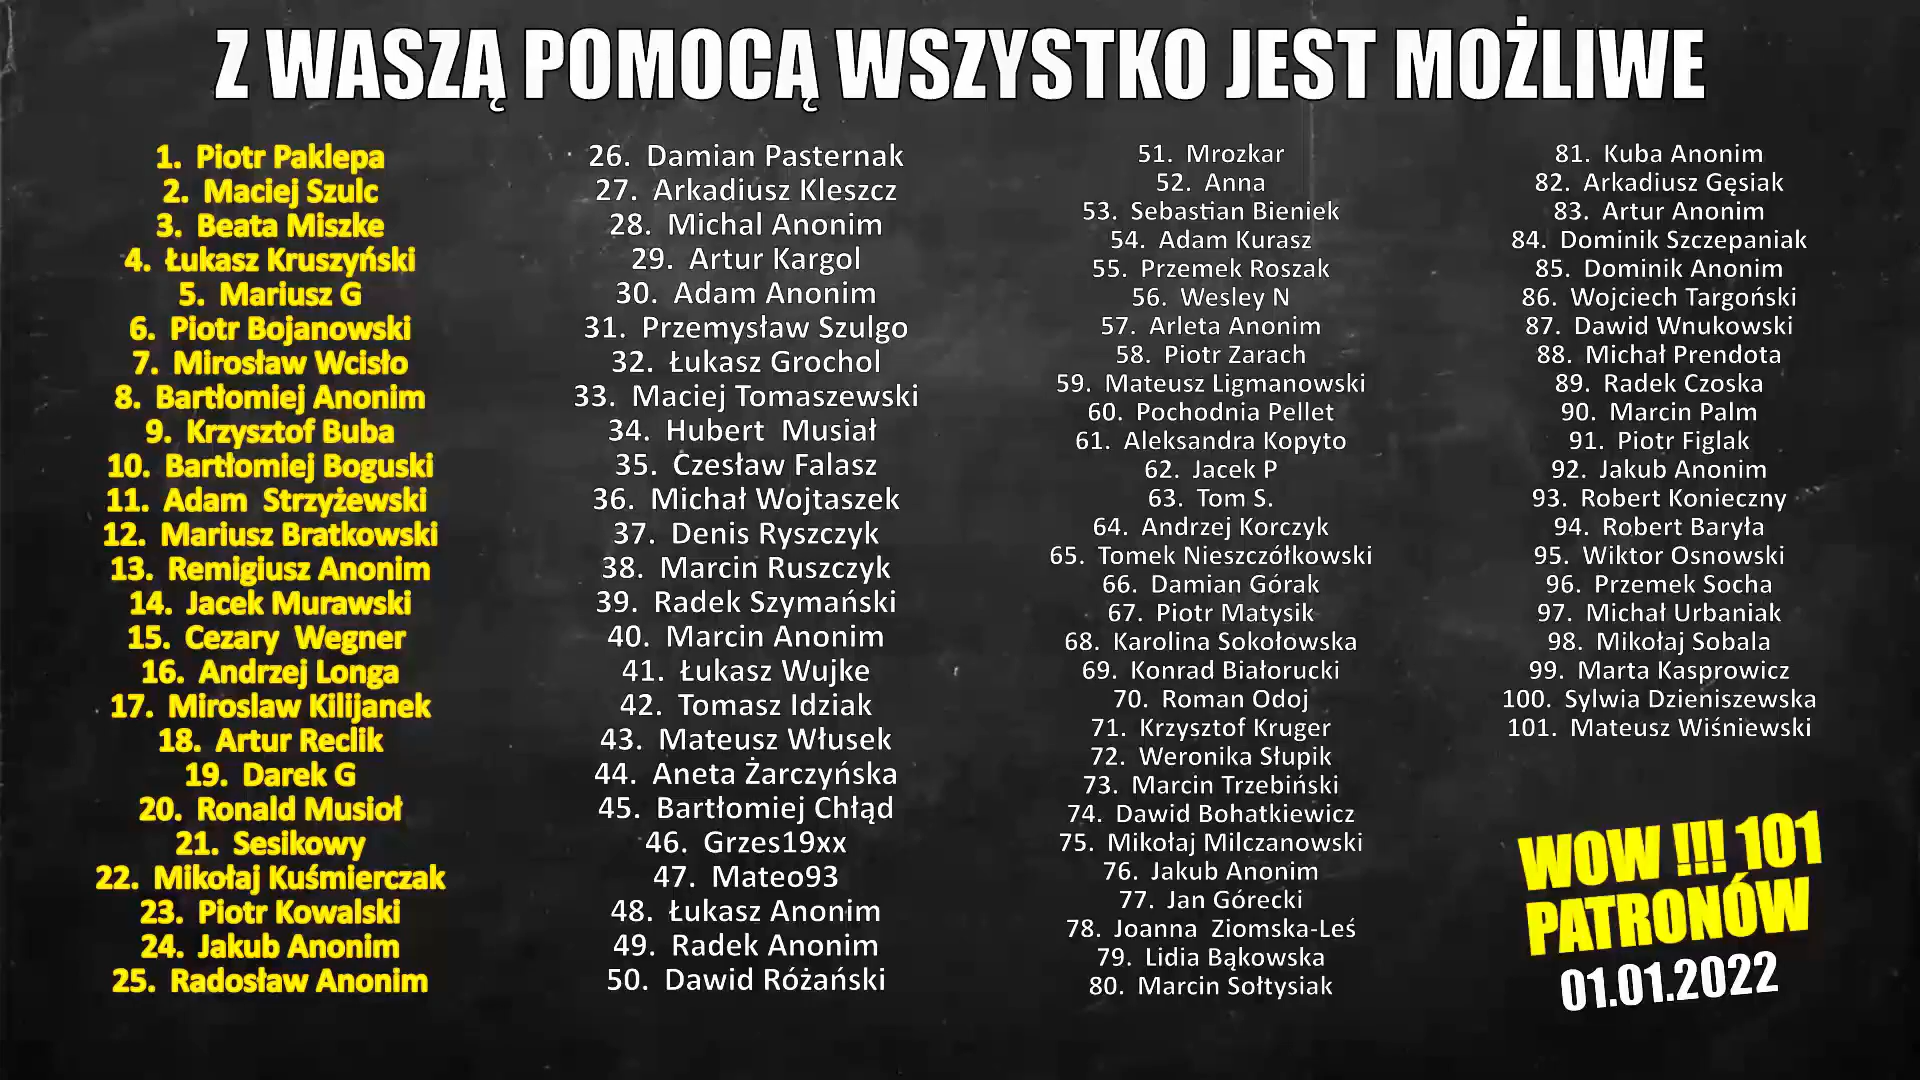 Z WASZĄ POMOCĄ WSZYSTKO JEST MOŻLIWE
1. Piotr Paklepa
2. Maciej Szulc
3. Beata Miszke
4. Łukasz Kruszyński
5. Mariusz G
6. Piotr Bojanowski
7. Mirosław Wcisło
8. Bartłomiej Anonim
9. Krzysztof Buba
10. Bartłomiej Boguski
11. Adam Strzyżewski
12. Mariusz Bratkowski
13. Remigiusz Anonim
14. Jacek Murawski
15. Cezary Wegner
16. Andrzej Longa
17. Miroslaw Kilijanek
18. Artur Reclik
19. Darek G
20. Ronald Musioł
21. Sesikowy
22. Mikołaj Kuśmierczak
23. Piotr Kowalski
24. Jakub Anonim
25. Radosław Anonim
26. Damian Pasternak
27. Arkadiusz Kleszcz
28. Michal Anonim
29. Artur Kargol
30. Adam Anonim
31. Przemysław Szulgo
32. Łukasz Grochol
33. Maciej Tomaszewski
34. Hubert Musiał
35. Czesław Falasz
36. Michał Wojtaszek
37. Denis Ryszczyk
38. Marcin Ruszczyk
39. Radek Szymański
40. Marcin Anonim
41. Łukasz Wujke
42. Tomasz Idziak
43. Mateusz Włusek
44. Aneta Żarczyńska
45. Bartłomiej Chłąd
46. Grzes19xx
47. Mateo93
48. Łukasz Anonim
49. Radek Anonim
50. Dawid Różański
51. Mrozkar
52. Anna
53. Sebastian Bieniek
54. Adam Kurasz
55. Przemek Roszak
56. Wesley N
57. Arleta Anonim
58. Piotr Zarach
59. Mateusz Ligmanowski
60. Pochodnia Pellet
61. Aleksandra Kopyto
62. Jacek P
63. Tom S.
64. Andrzej Korczyk
65. Tomek Nieszczółkowski
66. Damian Górak
67. Piotr Matysik
68. Karolina Sokołowska
69. Konrad Białorucki
70. Roman Odoj
71. Krzysztof Kruger
72. Weronika Słupik
73. Marcin Trzebiński
74. Dawid Bohatkiewicz
75. Mikołaj Milczanowski
76. Jakub Anonim
77. Jan Górecki
78. Joanna Ziomska-Leś
79. Lidia Bąkowska
80. Marcin Sołtysiak
81. Kuba Anonim
82. Arkadiusz Gęsiak
83. Artur Anonim
84. Dominik Szczepaniak
85. Dominik Anonim
86. Wojciech Targoński
87. Dawid Wnukowski
88. Michał Prendota
89. Radek Czoska
90. Marcin Palm
91. Piotr Figlak
92. Jakub Anonim
93. Robert Konieczny
94. Robert Baryła
95. Wiktor Osnowski
96. Przemek Socha
97. Michał Urbaniak
98. Mikołaj Sobala
99. Marta Kasprowicz
100. Sylwia Dzieniszewska
101. Mateusz Wiśniewski
WOW !!! 101
PATRONÓW
01.01.2022